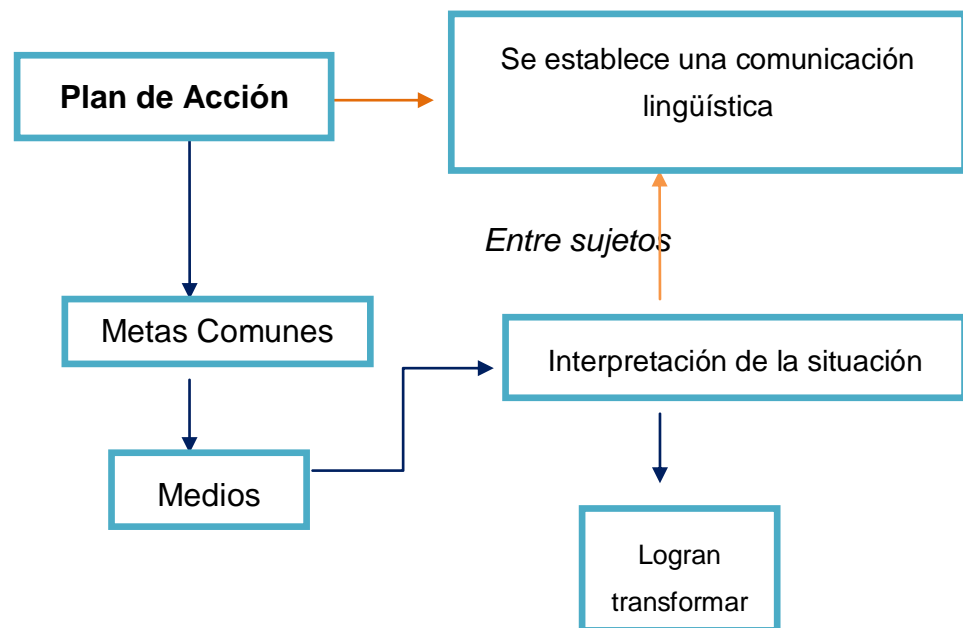 Plan de Acción
Se establece una comunicación
lingüística
Entre sujetos
Metas Comunes
Interpretación de la situación
Medios
Logran
transformar